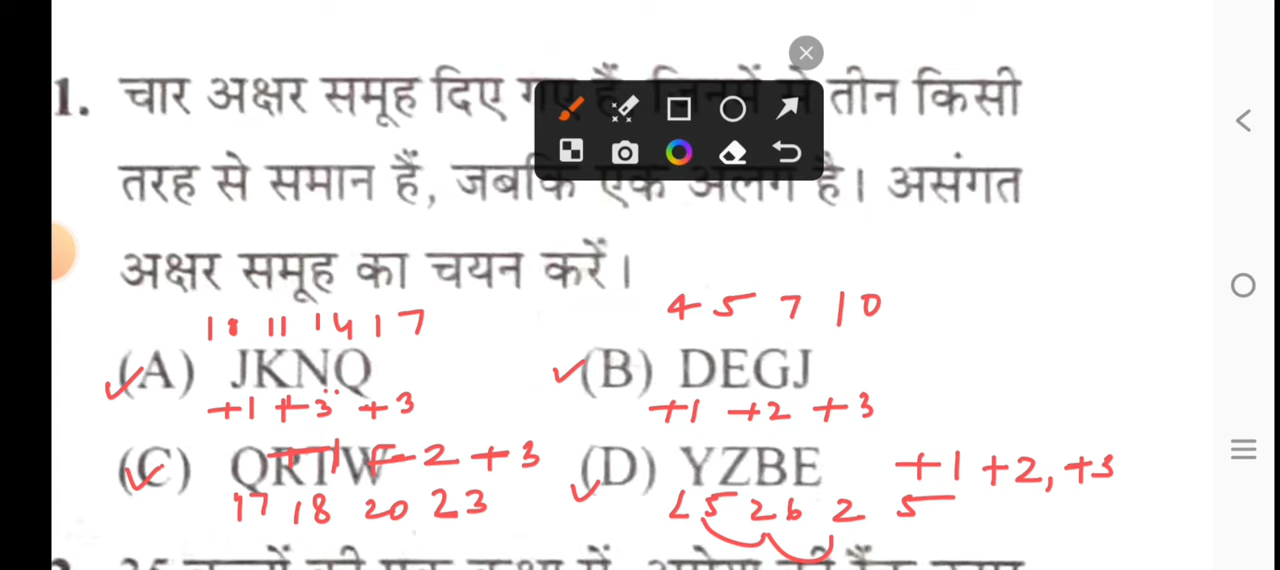 1. चार अक्षर समूह दिए गए हैं, जिनमें से तीन किसी
तरह से समान हैं, जबकि एक अलग है। असंगत
अक्षर समूह का चयन करें।
11 14 17
4 5 7 10
(A) JKNQ
(B) DEGJ
+1 +3 +3
+1 +2 +3
(C) QRTW +1 +2 +3
(D) YZBE +1 +2, +3
17 18 20 23
25 26 2 5